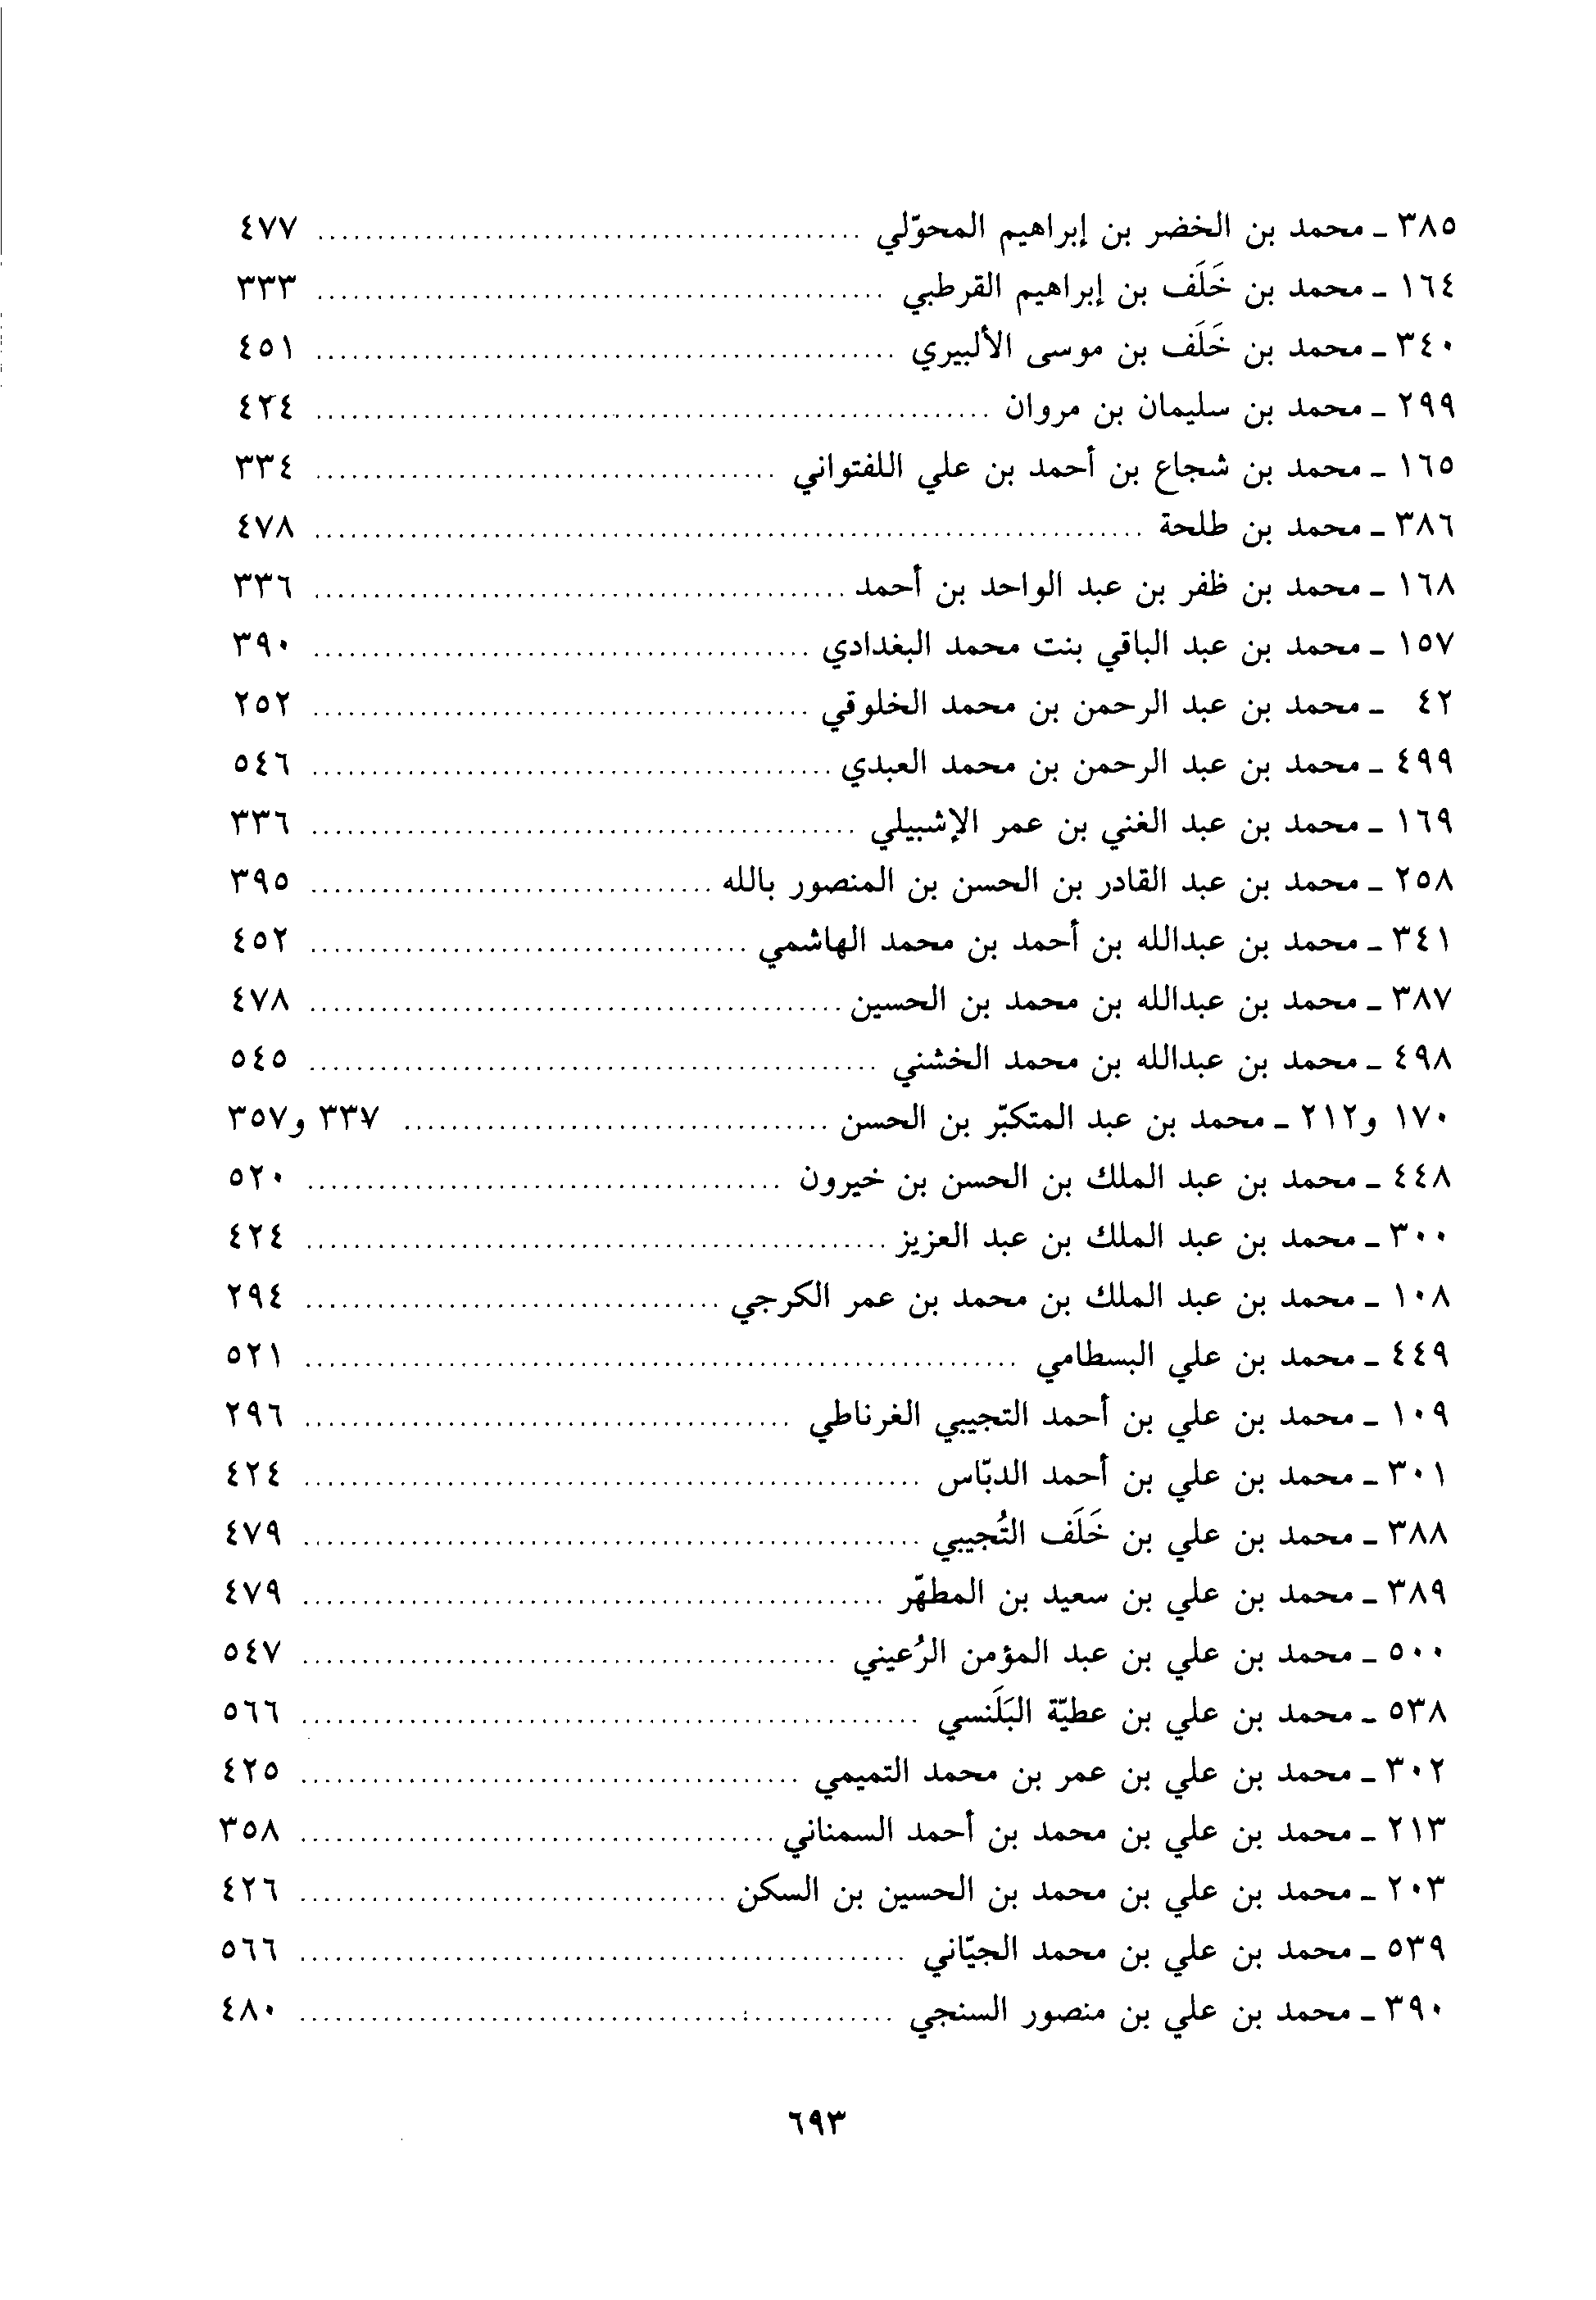 ٣٨٥ ـ محمد بن الخضر بن إبراهيم المحوّلي ........ ٤٧٧
١٦٤ ـ محمد بن خَلَف بن إبراهيم القرطبي ........ ٣٣٣
٣٤٠ ـ محمد بن خَلَف بن موسى الألبيري ........ ٤٥١
٢٩٩ ـ محمد بن سليمان بن مروان ........ ٤٢٤
١٦٥ ـ محمد بن شجاع بن أحمد بن علي اللفتواني ........ ٣٣٤
٣٨٦ ـ محمد بن طلحة ........ ٤٧٨
١٦٨ ـ محمد بن ظفر بن عبد الواحد بن أحمد ........ ٣٣٦
١٥٧ ـ محمد بن عبد الباقي بنت محمد البغدادي ........ ٣٩٠
٤٢ ـ محمد بن عبد الرحمن بن محمد الخلوقي ........ ٢٥٢
٤٩٩ ـ محمد بن عبد الرحمن بن محمد العبدي ........ ٥٤٦
١٦٩ ـ محمد بن عبد الغني بن عمر الإشبيلي ........ ٣٣٦
٢٥٨ ـ محمد بن عبد القادر بن الحسن بن المنصور بالله ........ ٣٩٥
٣٤١ ـ محمد بن عبدالله بن أحمد بن محمد الهاشمي ........ ٤٥٢
٣٨٧ ـ محمد بن عبدالله بن محمد بن الحسين ........ ٤٧٨
٤٩٨ ـ محمد بن عبدالله بن محمد الخشني ........ ٥٤٥
١٧٠ و٢١٢ ـ محمد بن عبد المتكبّر بن الحسن ........ ٣٣٧ و٣٥٧
٤٤٨ ـ محمد بن عبد الملك بن الحسن بن خيرون ........ ٥٢٠
٣٠٠ ـ محمد بن عبد الملك بن عبد العزيز ........ ٤٢٤
١٠٨ ـ محمد بن عبد الملك بن محمد بن عمر الكرجي ........ ٢٩٤
٤٤٩ ـ محمد بن علي البسطامي ........ ٥٢١
١٠٩ ـ محمد بن علي بن أحمد التجيبي الغرناطي ........ ٢٩٦
٣٠١ ـ محمد بن علي بن أحمد الدبّاس ........ ٤٢٤
٣٨٨ ـ محمد بن علي بن خَلَف التُجيبي ........ ٤٧٩
٣٨٩ ـ محمد بن علي بن سعيد بن المطهّر ........ ٤٧٩
٥٠٠ ـ محمد بن علي بن عبد المؤمن الرُعيني ........ ٥٤٧
٥٣٨ ـ محمد بن علي بن عطيّة البَلَنسي ........ ٥٦٦
٣٠٢ ـ محمد بن علي بن عمر بن محمد التميمي ........ ٤٢٥
٢١٣ ـ محمد بن علي بن محمد بن أحمد السمناني ........ ٣٥٨
٢٠٣ ـ محمد بن علي بن محمد بن الحسين بن السكن ........ ٤٢٦
٥٣٩ ـ محمد بن علي بن محمد الجيّاني ........ ٥٦٦
٣٩٠ ـ محمد بن علي بن منصور السنجي ........ ٤٨٠
٦٩٣